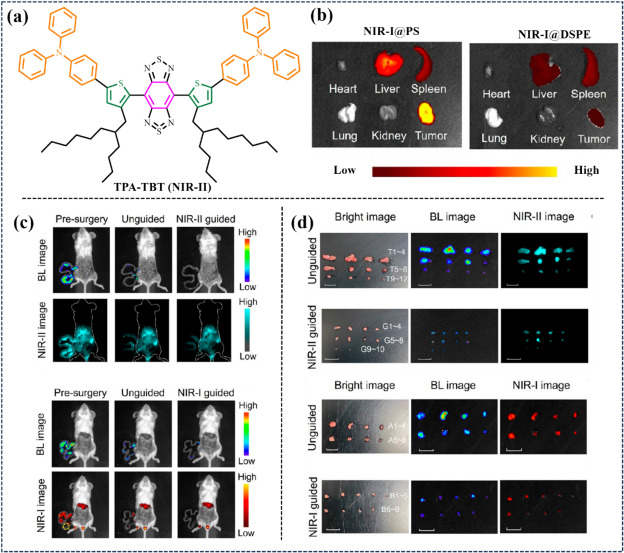 (a)
N
S
S
N
N
S
N
N
N
S
N
TPA-TBT (NIR-II)
(b)
NIR-I@PS
NIR-I@DSPE
Heart
Liver
Spleen
Heart
Liver
Spleen
Lung
Kidney
Tumor
Lung
Kidney
Tumor
Low
High
(c)
Pre-surgery
Unguided
NIR-II guided
BL image
High
Low
NIR-II image
High
Low
Pre-surgery
Unguided
NIR-I guided
BL image
High
Low
NIR-I image
High
Low
(d)
Bright image
BL image
NIR-II image
Unguided
T1~4
T5~8
T9~12
NIR-II guided
G1~4
G5~8
G9~10
Bright image
BL image
NIR-I image
Unguided
A1~4
NIR-I guided
B6~9